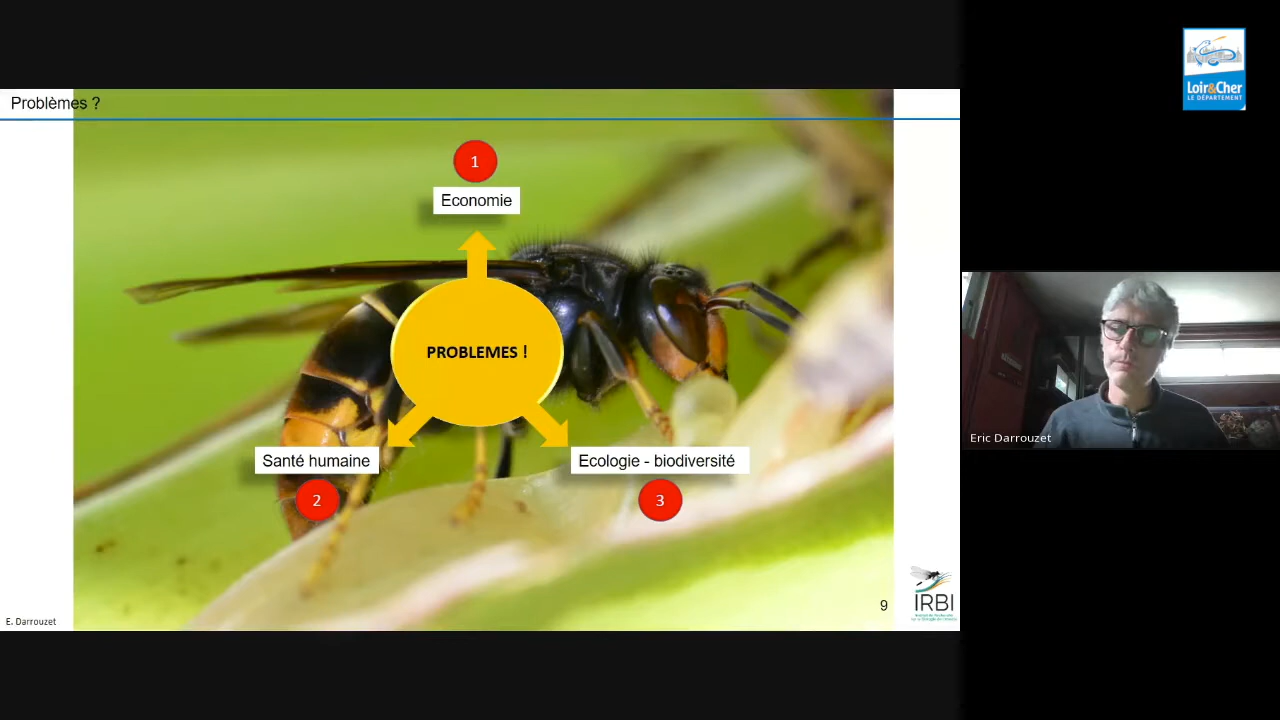 Problèmes ?
1
Economie
PROBLEMES !
Santé humaine
2
Ecologie - biodiversité
3
9
IRBI
E. Darrouzet
Loir&Cher
LE DÉPARTEMENT
Eric Darrouzet